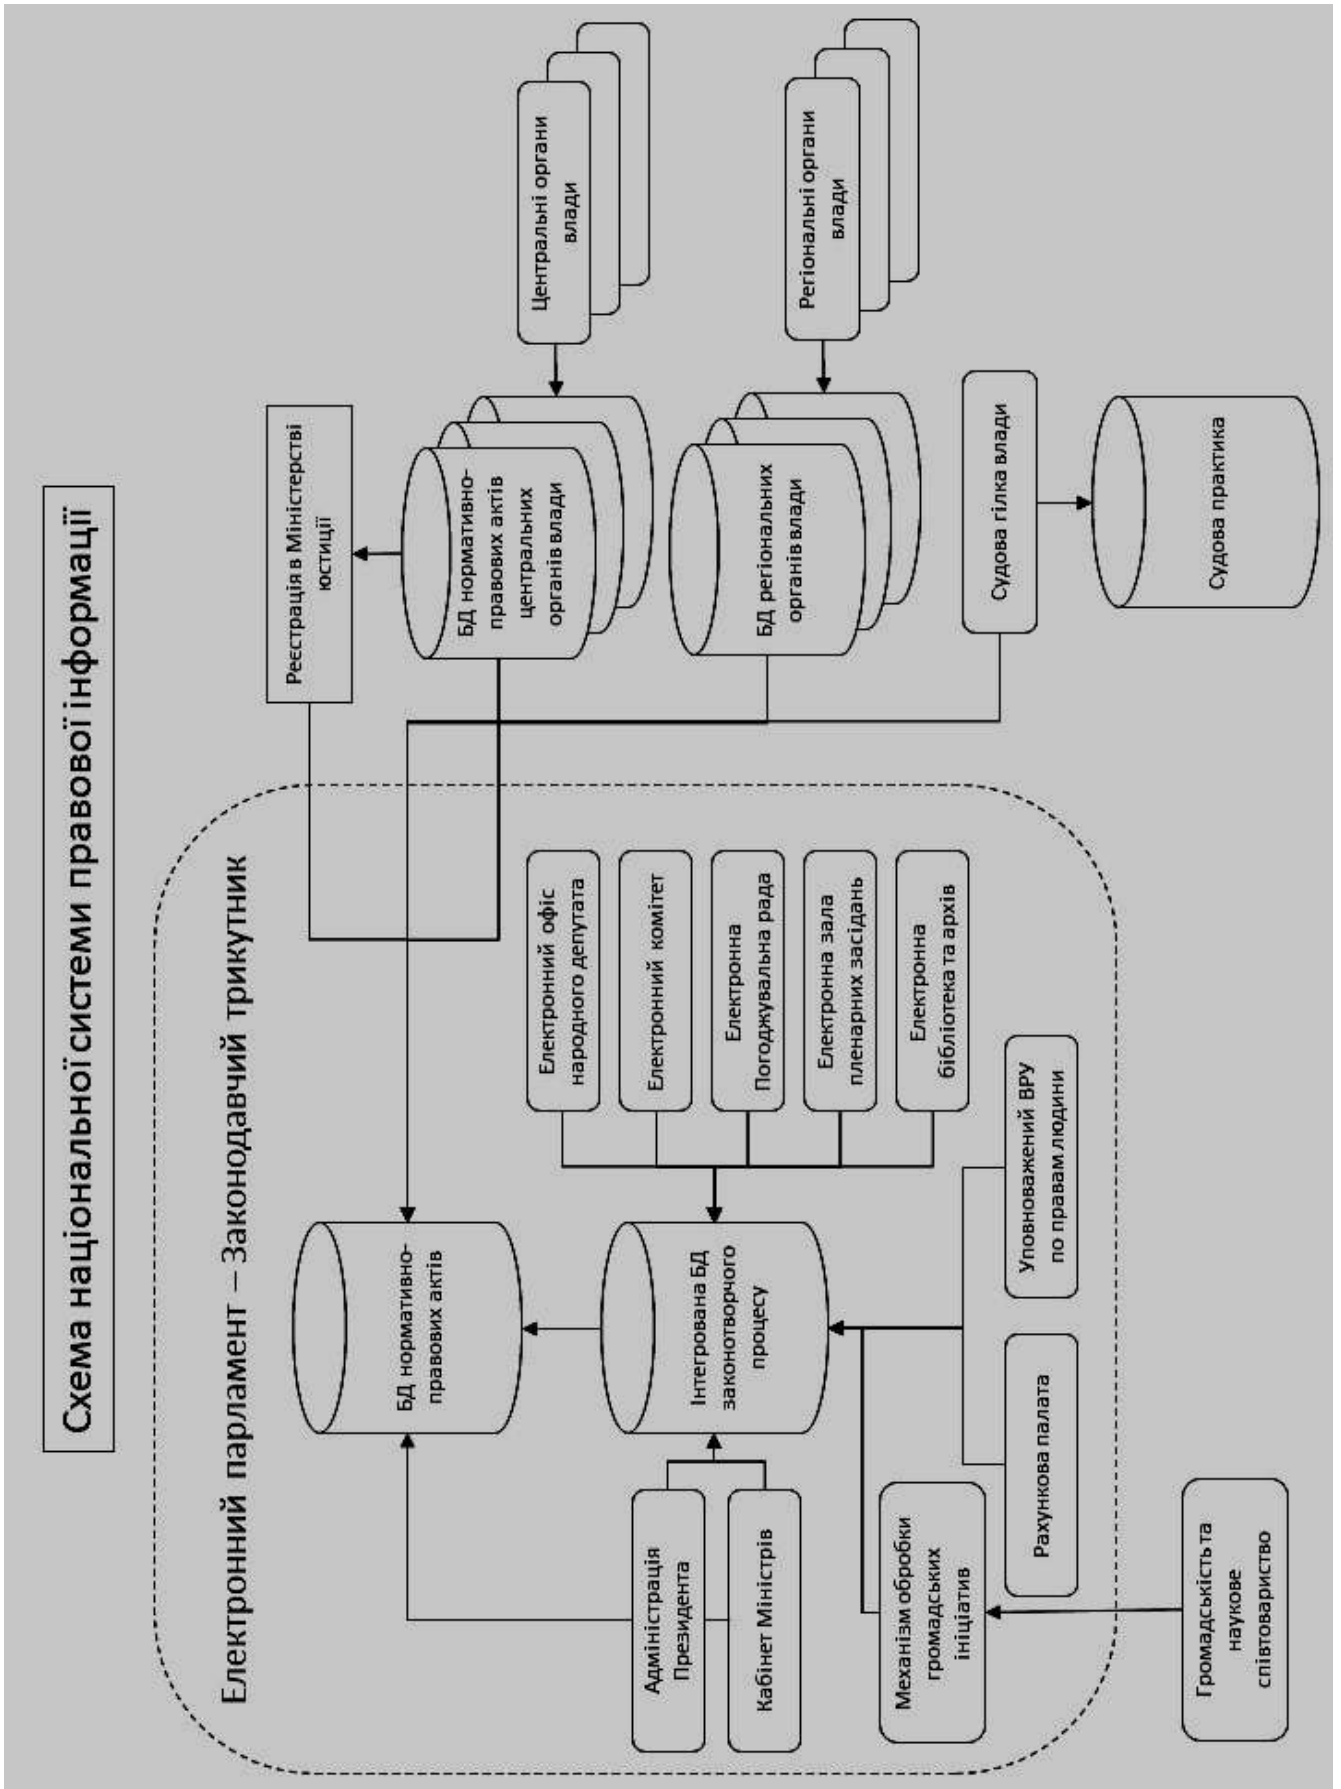 Схема національної системи правової інформації
Електронний парламент – Законодавчий трикутник
Адміністрація
Президента
Кабінет Міністрів
Механізм обробки
громадських
ініціатив
Громадськість та
наукове
співтовариство
БД нормативно-
правових актів
Інтегрована БД
законотворчого
процесу
Рахункова палата
Уповноважений ВРУ
по правам людини
Електронний офіс
народного депутата
Електронний комітет
Електронна
Погоджувальна рада
Електронна зала
пленарних засідань
Електронна
бібліотека та архів
Реєстрація в Міністерстві
юстиції
БД нормативно-
правових актів
центральних
органів влади
БД регіональних
органів влади
Судова гілка влади
Судова практика
Центральні органи
влади
Регіональні органи
влади